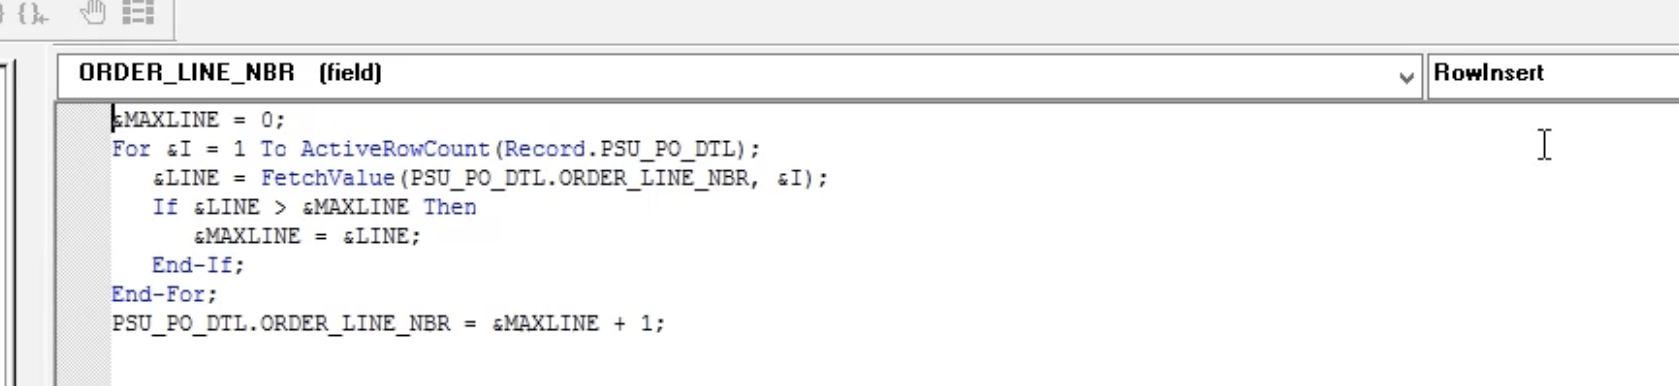 ORDER_LINE_NBR (field)
RowInsert
&MAXLINE = 0;
For &I = 1 To ActiveRowCount(Record.PSU_PO_DTL);
   &LINE = FetchValue(PSU_PO_DTL.ORDER_LINE_NBR, &I);
   If &LINE > &MAXLINE Then
      &MAXLINE = &LINE;
   End-If;
End-For;
PSU_PO_DTL.ORDER_LINE_NBR = &MAXLINE + 1;